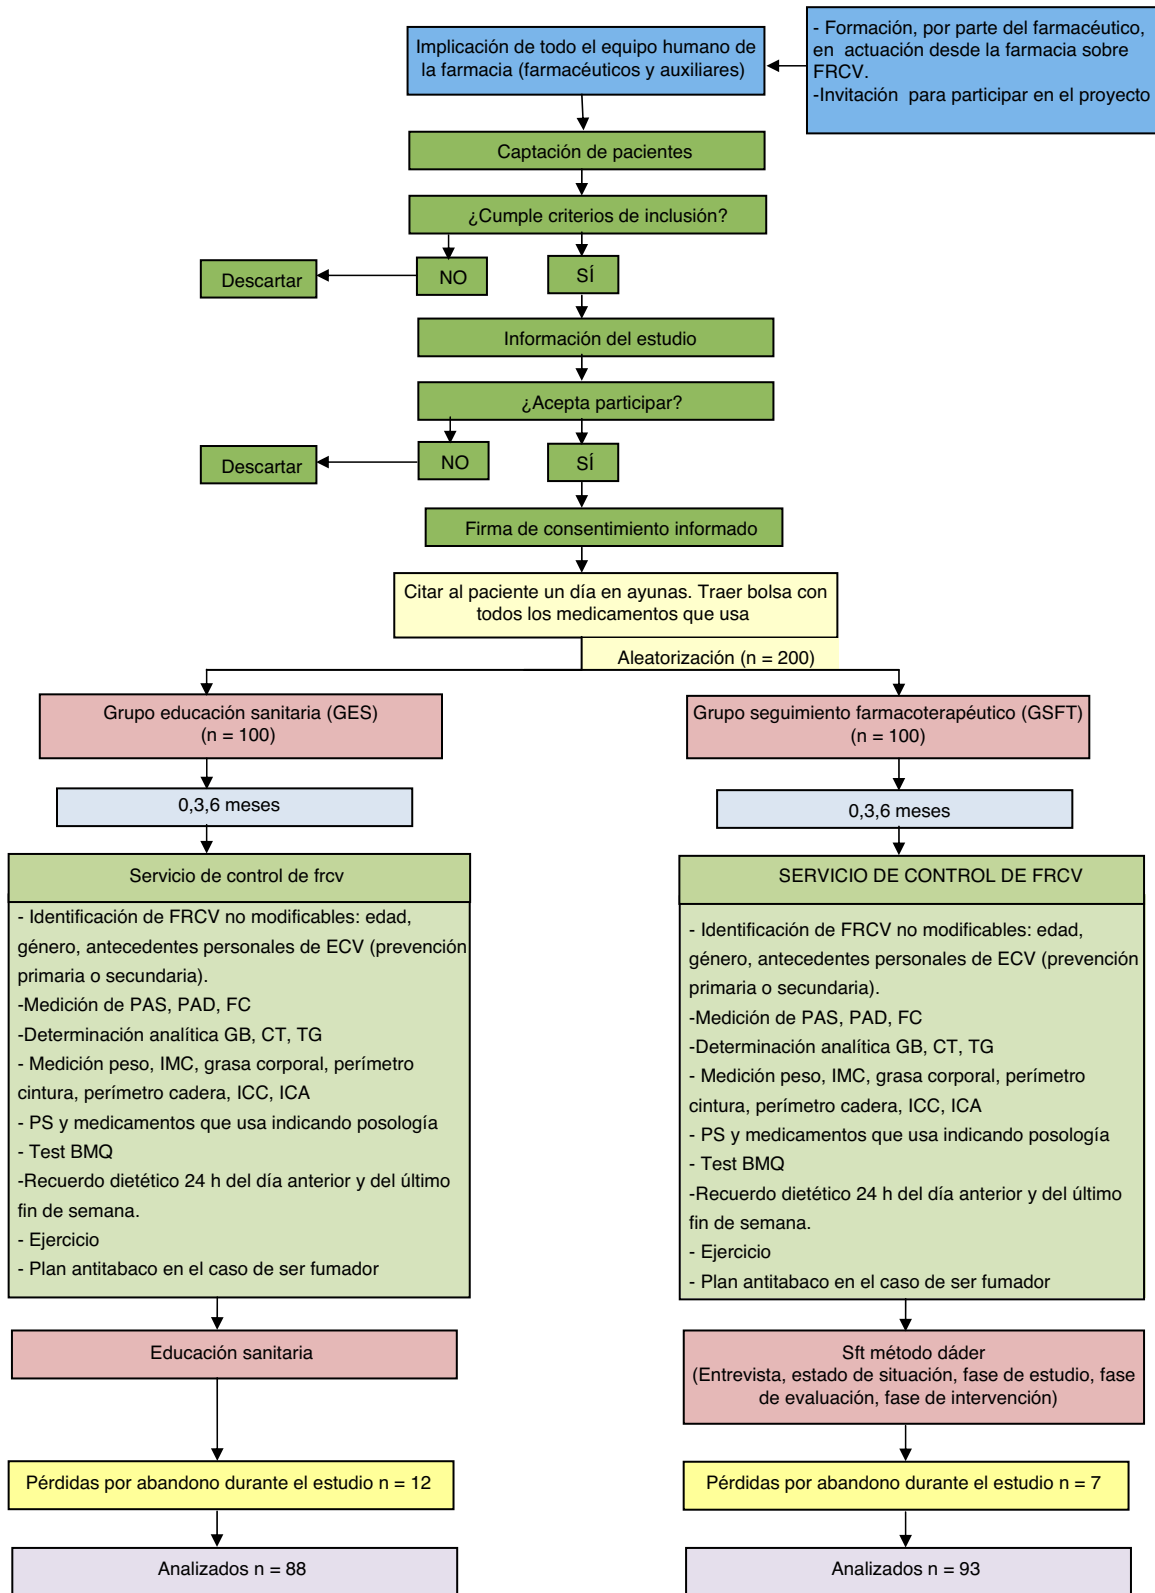 Implicación de todo el equipo humano de
la farmacia (farmacéuticos y auxiliares)
- Formación, por parte del farmacéutico,
en actuación desde la farmacia sobre
FRCV.
-Invitación para participar en el proyecto
Captación de pacientes
¿Cumple criterios de inclusión?
Descartar
NO
SÍ
Información del estudio
¿Acepta participar?
Descartar
NO
SÍ
Firma de consentimiento informado
Citar al paciente un día en ayunas. Traer bolsa con
todos los medicamentos que usa
Aleatorización (n = 200)
Grupo educación sanitaria (GES)
(n = 100)
0,3,6 meses
Servicio de control de frcv
- Identificación de FRCV no modificables: edad,
género, antecedentes personales de ECV (prevención
primaria o secundaria).
-Medición de PAS, PAD, FC
-Determinación analítica GB, CT, TG
- Medición peso, IMC, grasa corporal, perímetro
cintura, perímetro cadera, ICC, ICA
- PS y medicamentos que usa indicando posología
- Test BMQ
-Recuerdo dietético 24 h del día anterior y del último
fin de semana.
- Ejercicio
- Plan antitabaco en el caso de ser fumador
Educación sanitaria
Pérdidas por abandono durante el estudio n = 12
Analizados n = 88
Grupo seguimiento farmacoterapéutico (GSFT)
(n = 100)
0,3,6 meses
SERVICIO DE CONTROL DE FRCV
- Identificación de FRCV no modificables: edad,
género, antecedentes personales de ECV (prevención
primaria o secundaria).
-Medición de PAS, PAD, FC
-Determinación analítica GB, CT, TG
- Medición peso, IMC, grasa corporal, perímetro
cintura, perímetro cadera, ICC, ICA
- PS y medicamentos que usa indicando posología
- Test BMQ
-Recuerdo dietético 24 h del día anterior y del último
fin de semana.
- Ejercicio
- Plan antitabaco en el caso de ser fumador
Sft método dáder
(Entrevista, estado de situación, fase de estudio, fase
de evaluación, fase de intervención)
Pérdidas por abandono durante el estudio n = 7
Analizados n = 93